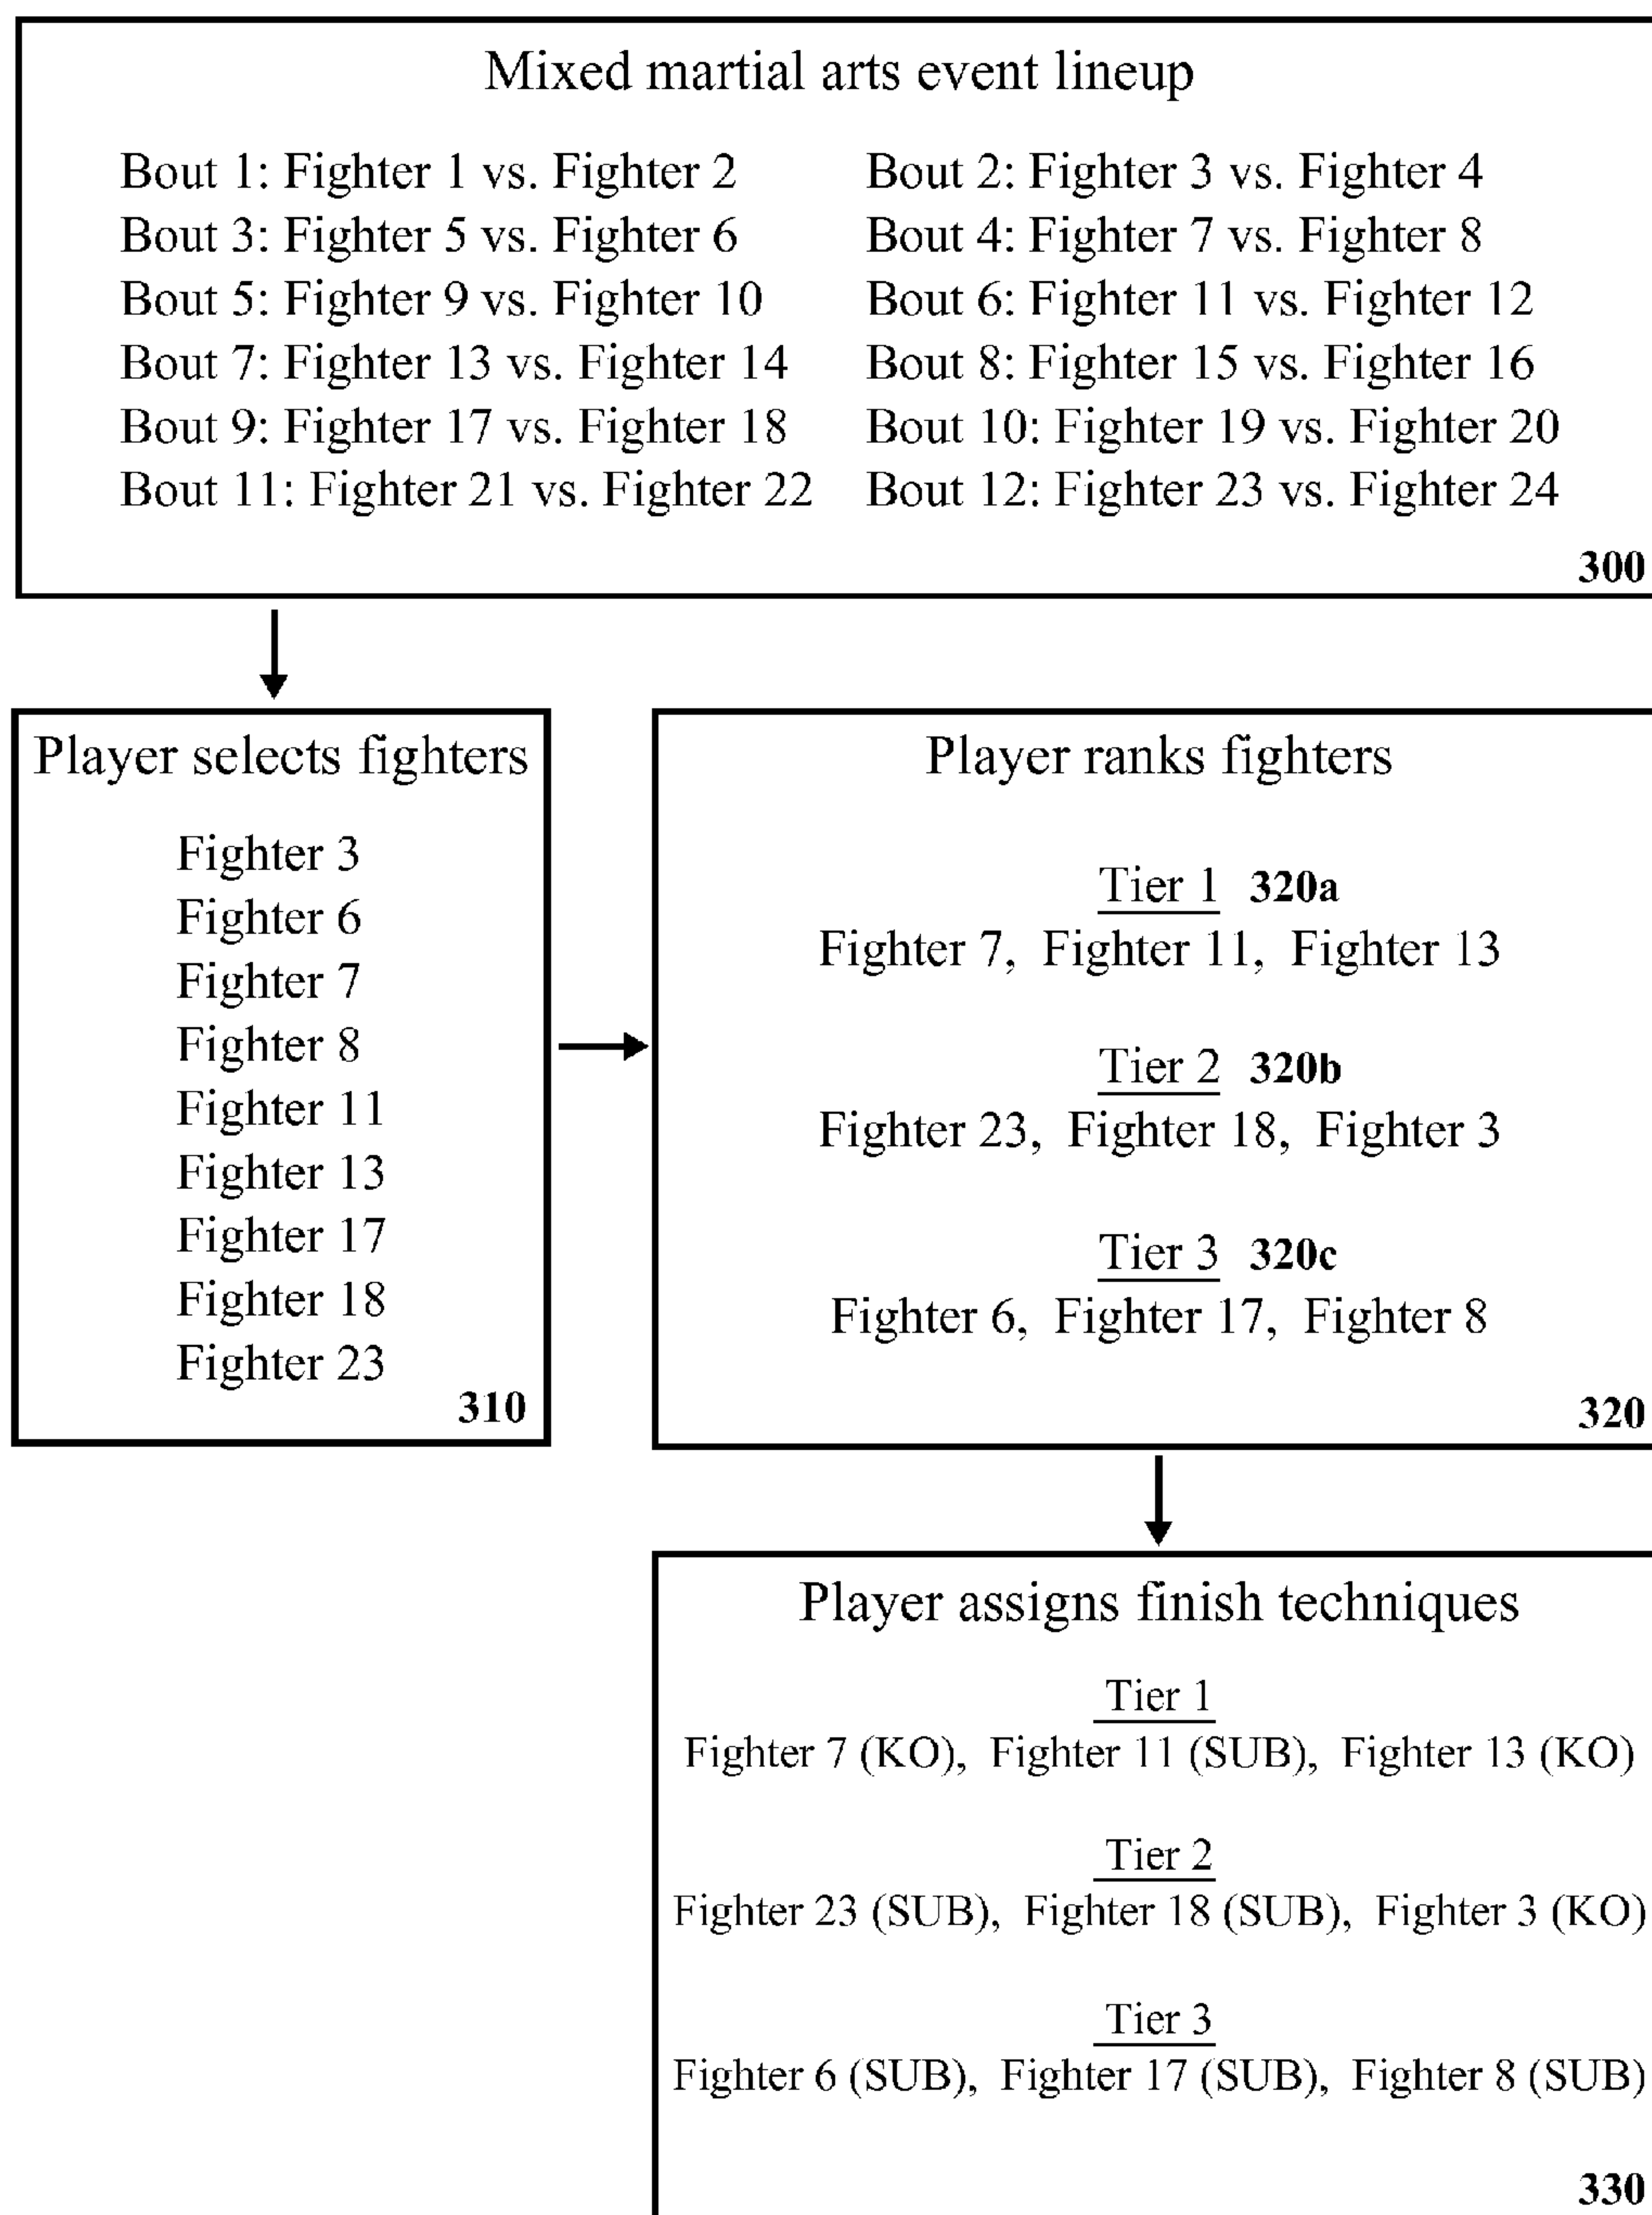 Mixed martial arts event lineup
Bout 1: Fighter 1 vs. Fighter 2 Bout 2: Fighter 3 vs. Fighter 4
Bout 3: Fighter 5 vs. Fighter 6 Bout 4: Fighter 7 vs. Fighter 8
Bout 5: Fighter 9 vs. Fighter 10 Bout 6: Fighter 11 vs. Fighter 12
Bout 7: Fighter 13 vs. Fighter 14 Bout 8: Fighter 15 vs. Fighter 16
Bout 9: Fighter 17 vs. Fighter 18 Bout 10: Fighter 19 vs. Fighter 20
Bout 11: Fighter 21 vs. Fighter 22 Bout 12: Fighter 23 vs. Fighter 24
300
Player selects fighters
Fighter 3
Fighter 6
Fighter 7
Fighter 8
Fighter 11
Fighter 13
Fighter 17
Fighter 18
Fighter 23
310
Player ranks fighters
Tier 1 320a
Fighter 7, Fighter 11, Fighter 13
Tier 2 320b
Fighter 23, Fighter 18, Fighter 3
Tier 3 320c
Fighter 6, Fighter 17, Fighter 8
320
Player assigns finish techniques
Tier 1
Fighter 7 (KO), Fighter 11 (SUB), Fighter 13 (KO)
Tier 2
Fighter 23 (SUB), Fighter 18 (SUB), Fighter 3 (KO)
Tier 3
Fighter 6 (SUB), Fighter 17 (SUB), Fighter 8 (SUB)
330